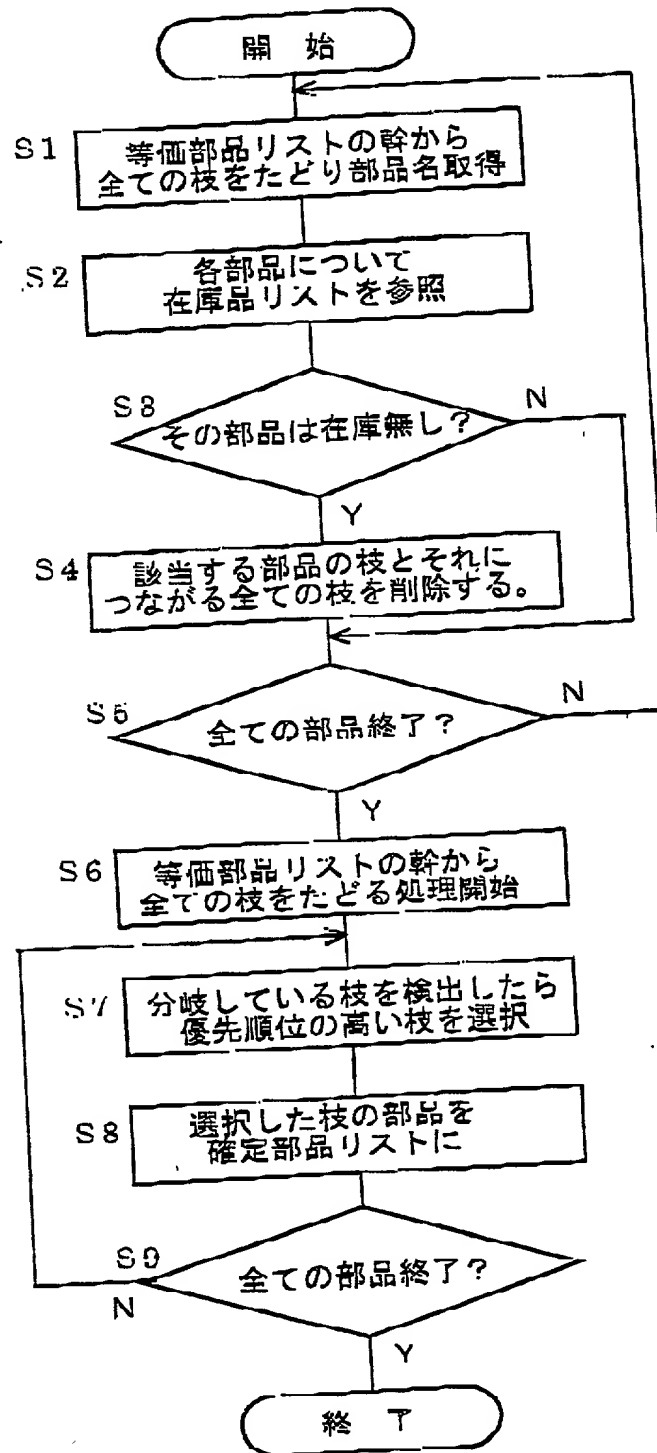 開 始
S1
等価部品リストの幹から
全ての枝をたどり部品名取得
S2
各部品について
在庫品リストを参照
S3
その部品は在庫無し?
N
Y
S4
該当する部品の枝とそれに
つながる全ての枝を削除する。
S5
全ての部品終了?
N
Y
S6
等価部品リストの幹から
全ての枝をたどる処理開始
S7
分岐している枝を検出したら
優先順位の高い枝を選択
S8
選択した枝の部品を
確定部品リストに
S9
全ての部品終了?
N
Y
終 了